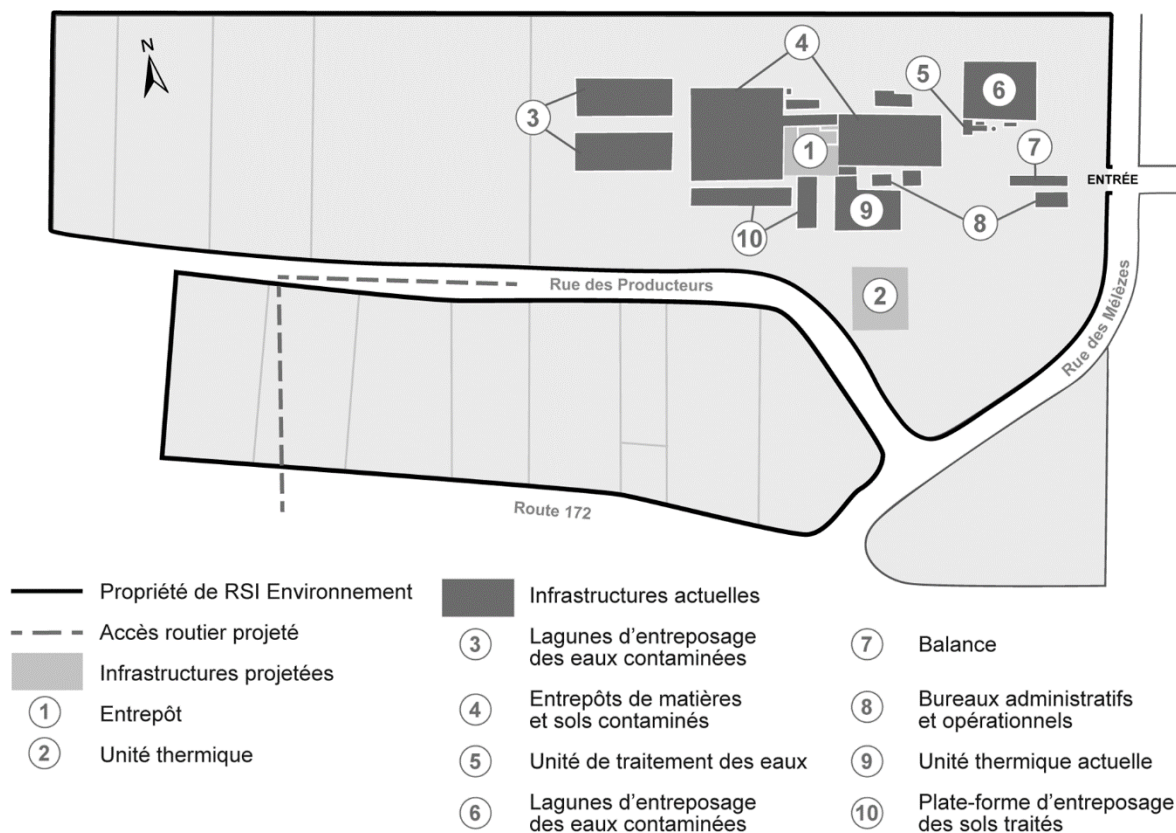 N
4
5
6
3
1
7
ENTRÉE
9
8
10
2
Rue des Producteurs
Rue des Mélèzes
Route 172
Propriété de RSI Environnement
Accès routier projeté
Infrastructures projetées
1 Entrepôt
2 Unité thermique
Infrastructures actuelles
3 Lagunes d'entreposage
des eaux contaminées
4 Entrepôts de matières
et sols contaminés
5 Unité de traitement des eaux
6 Lagunes d'entreposage
des eaux contaminées
7 Balance
8 Bureaux administratifs
et opérationnels
9 Unité thermique actuelle
10 Plate-forme d'entreposage
des sols traités